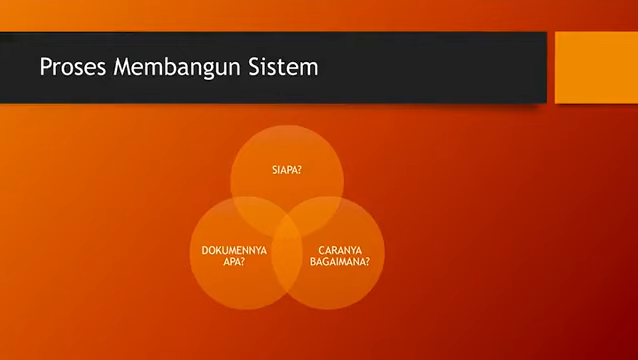 Proses Membangun Sistem
SIAPA?
DOKUMENNYA
APA?
CARANYA
BAGAIMANA?